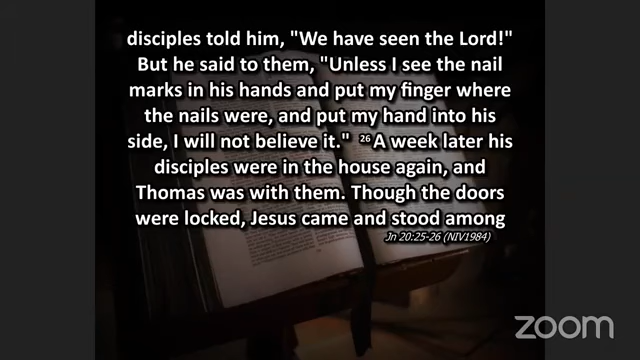 disciples told him, "We have seen the Lord!"
But he said to them, "Unless I see the nail
marks in his hands and put my finger where
the nails were, and put my hand into his
side, I will not believe it." ²⁶ A week later his
disciples were in the house again, and
Thomas was with them. Though the doors
were locked, Jesus came and stood among
Jn 20:25-26 (NIV1984)
zoom